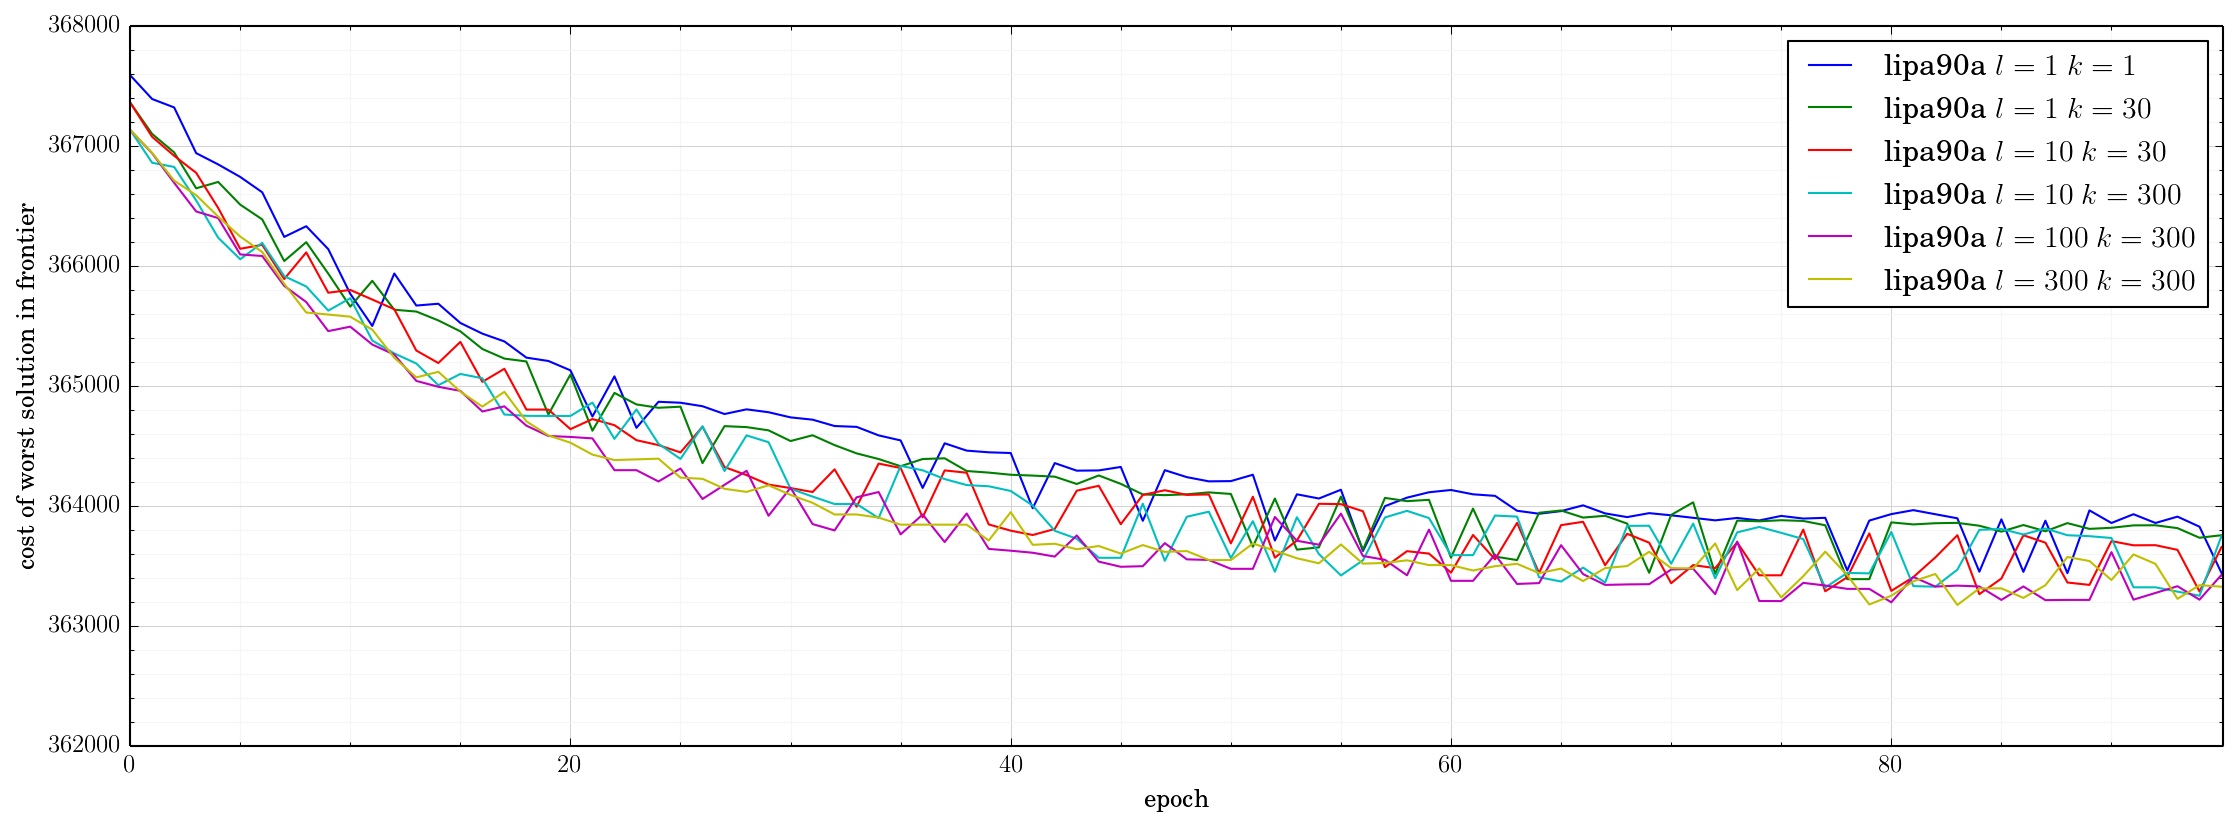 368000
367000
366000
365000
364000
363000
362000
cost of worst solution in frontier
0 20 40 60 80
epoch
lipa90a l = 1 k = 1
lipa90a l = 1 k = 30
lipa90a l = 10 k = 30
lipa90a l = 10 k = 300
lipa90a l = 100 k = 300
lipa90a l = 300 k = 300